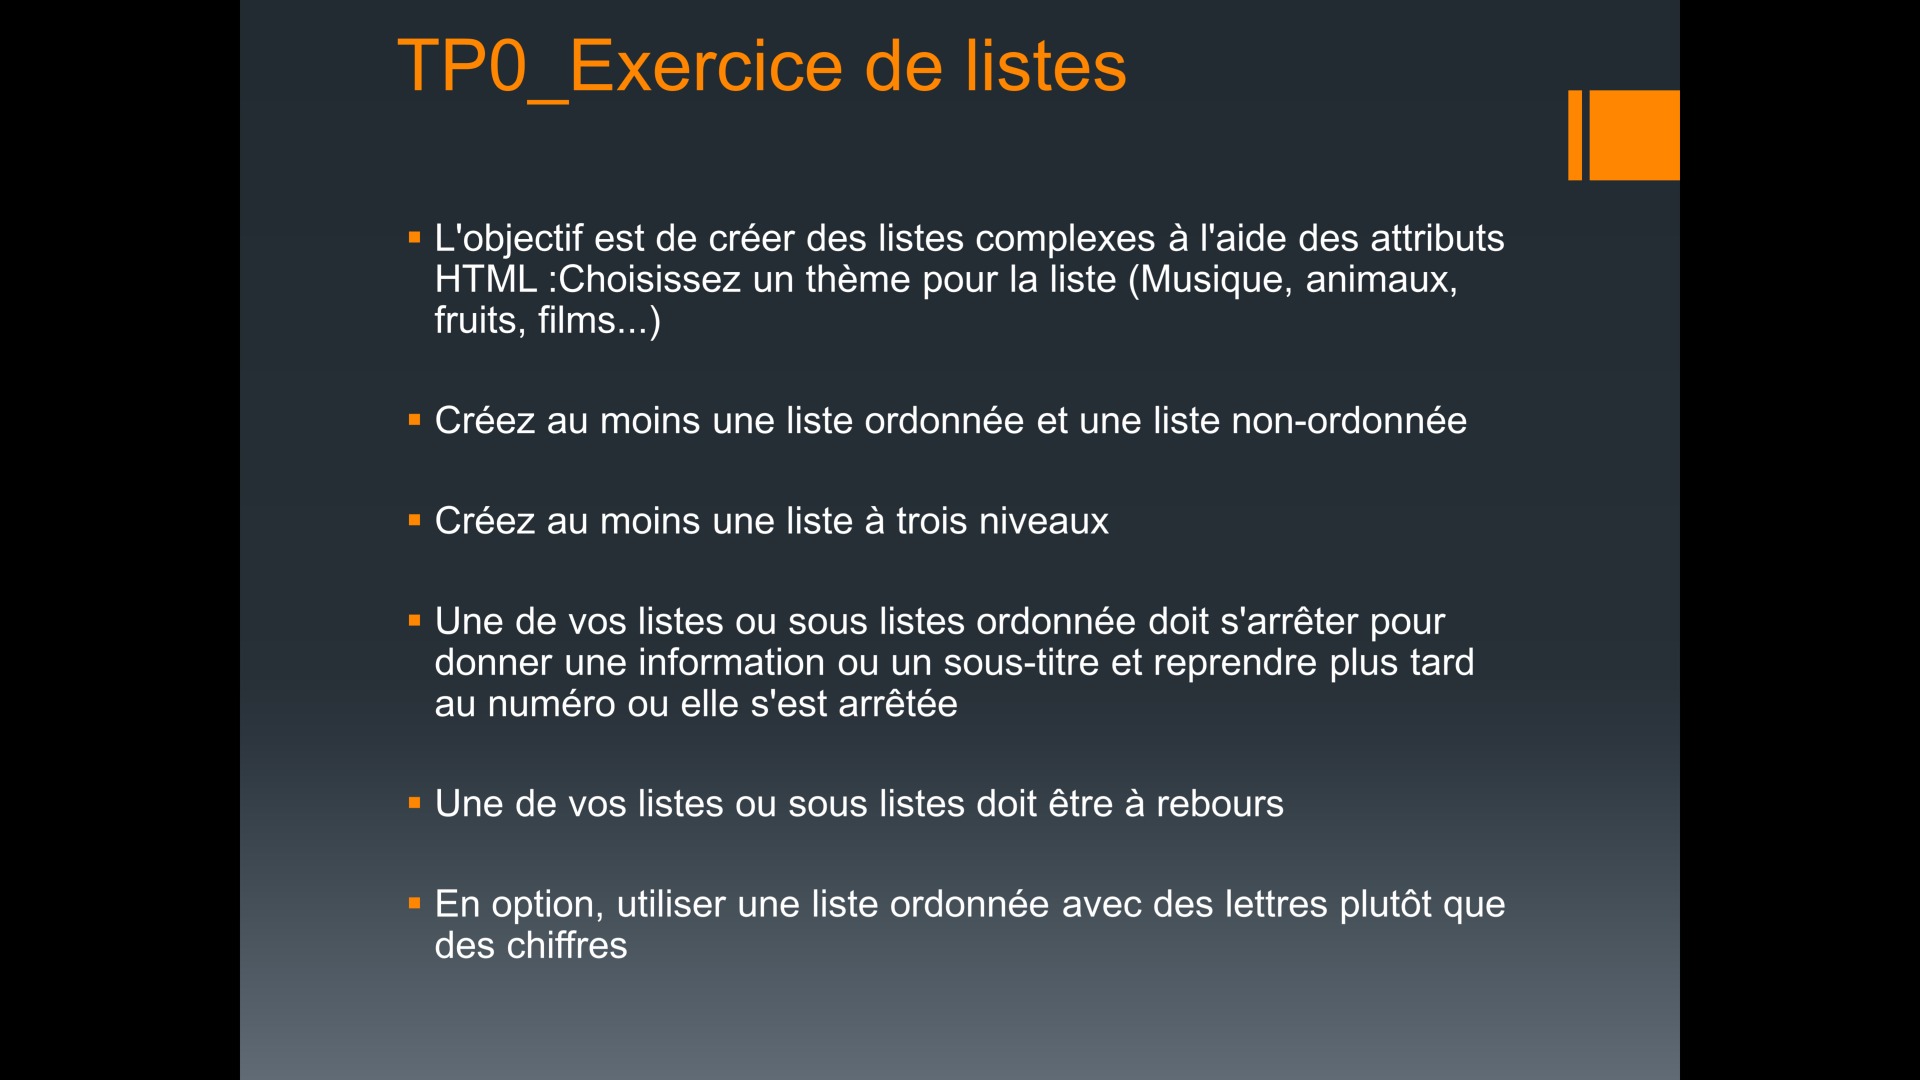 TP0_Exercice de listes
L'objectif est de créer des listes complexes à l'aide des attributs
HTML :Choisissez un thème pour la liste (Musique, animaux,
fruits, films...)
Créez au moins une liste ordonnée et une liste non-ordonnée
Créez au moins une liste à trois niveaux
Une de vos listes ou sous listes ordonnée doit s'arrêter pour
donner une information ou un sous-titre et reprendre plus tard
au numéro ou elle s'est arrêtée
Une de vos listes ou sous listes doit être à rebours
En option, utiliser une liste ordonnée avec des lettres plutôt que
des chiffres